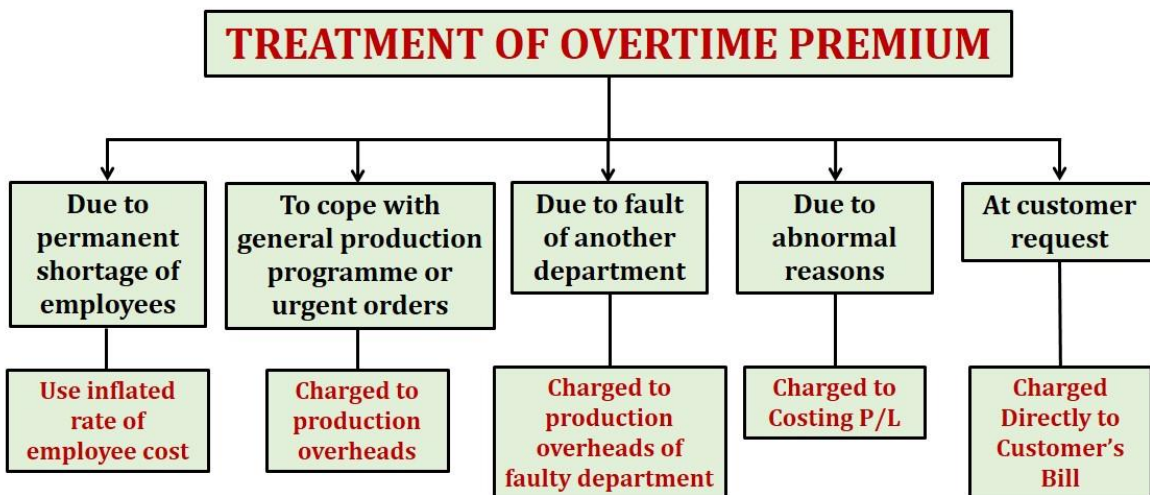 TREATMENT OF OVERTIME PREMIUM
Due to
permanent
shortage of
employees
Use inflated
rate of
employee cost
To cope with
general production
programme or
urgent orders
Charged to
production
overheads
Due to fault
of another
department
Charged to
production
overheads of
faulty department
Due to
abnormal
reasons
Charged to
Costing P/L
At customer
request
Charged
Directly to
Customer’s
Bill